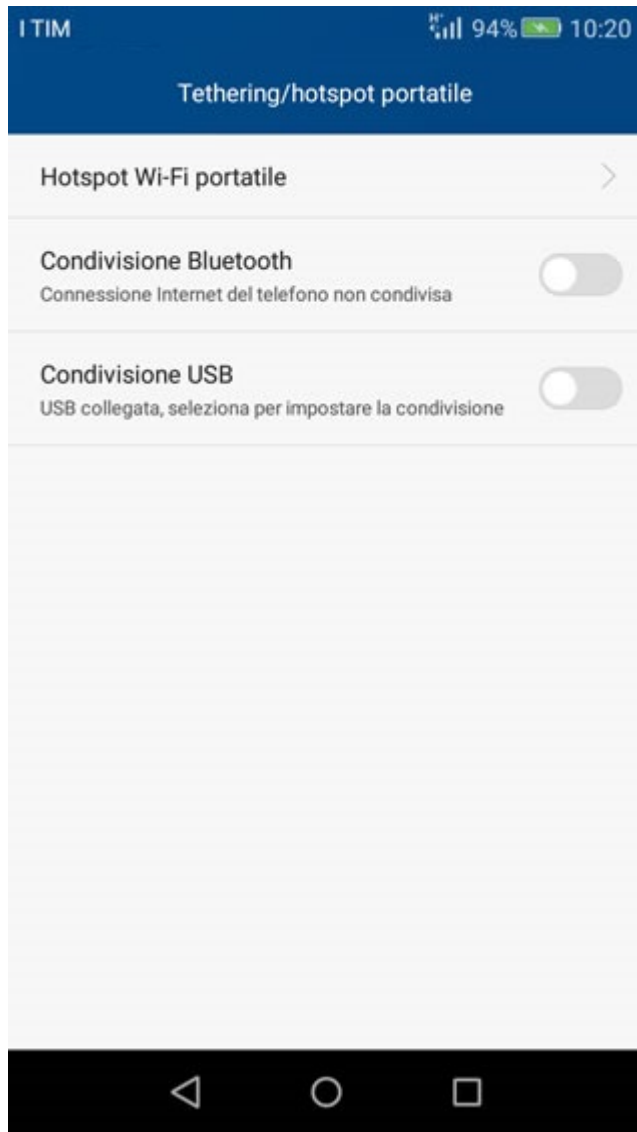 I TIM 94% 10:20
Tethering/hotspot portatile
Hotspot Wi-Fi portatile
Condivisione Bluetooth
Connessione Internet del telefono non condivisa
Condivisione USB
USB collegata, seleziona per impostare la condivisione